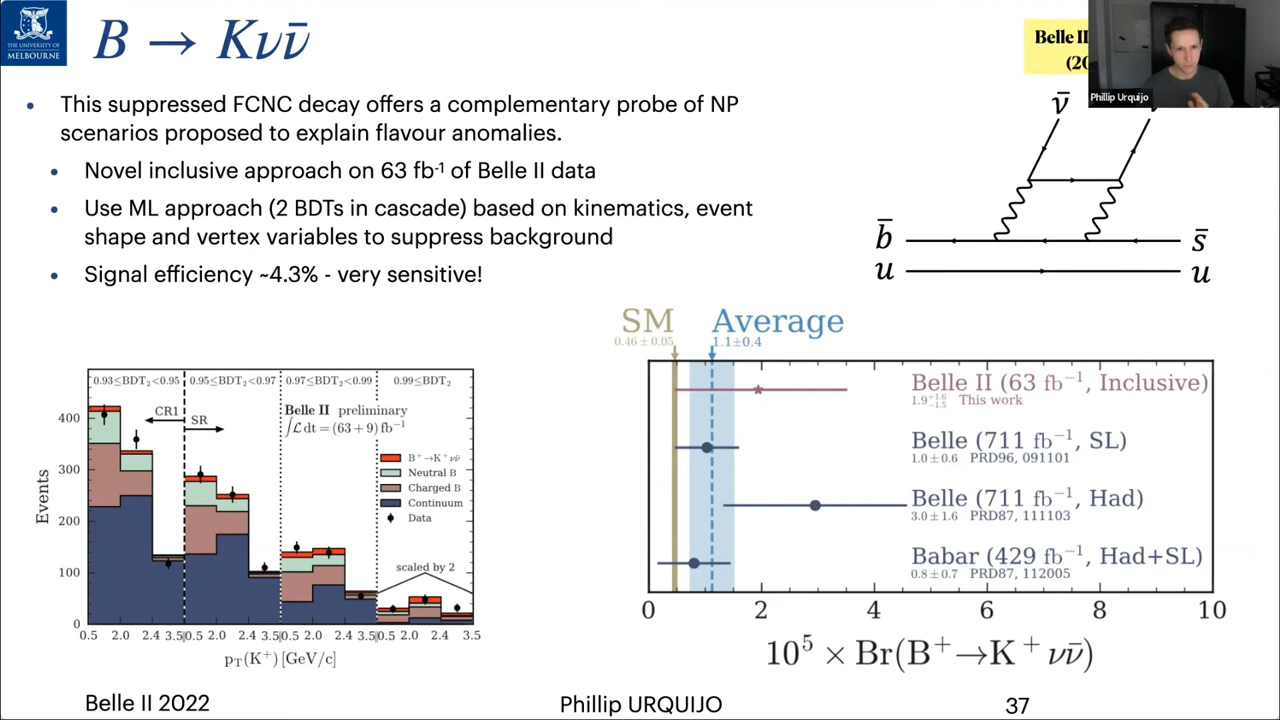 THE UNIVERSITY OF
MELBOURNE
B → Kνν̄
Belle II
(20
Phillip Urquijo
• This suppressed FCNC decay offers a complementary probe of NP
scenarios proposed to explain flavour anomalies.
• Novel inclusive approach on 63 fb⁻¹ of Belle II data
• Use ML approach (2 BDTs in cascade) based on kinematics, event
shape and vertex variables to suppress background
• Signal efficiency ~4.3% - very sensitive!
ν̄
b̄ s̄
u u
0.93≤BDT₂<0.95 0.95≤BDT₂<0.97 0.97≤BDT₂<0.99 0.99≤BDT₂
CR1 SR
Belle II preliminary
∫ℒ dt = (63 + 9) fb⁻¹
B⁺→K⁺νν̄
Neutral B
Charged B
Continuum
Data
scaled by 2
Events
400
300
200
100
0
0.5 2.0 2.4 3.5 0.5 2.0 2.4 3.5 0.5 2.0 2.4 3.5 0.5 2.0 2.4 3.5
p_T(K⁺) [GeV/c]
SM Average
0.46 ± 0.05 1.1±0.4
Belle II (63 fb⁻¹, Inclusive)
1.9 +1.6 −1.5 This work
Belle (711 fb⁻¹, SL)
1.0 ± 0.6 PRD96, 091101
Belle (711 fb⁻¹, Had)
3.0 ± 1.6 PRD87, 111103
Babar (429 fb⁻¹, Had+SL)
0.8 ± 0.7 PRD87, 112005
0 2 4 6 8 10
10⁵ × Br(B⁺→K⁺νν̄)
Belle II 2022 Phillip URQUIJO 37